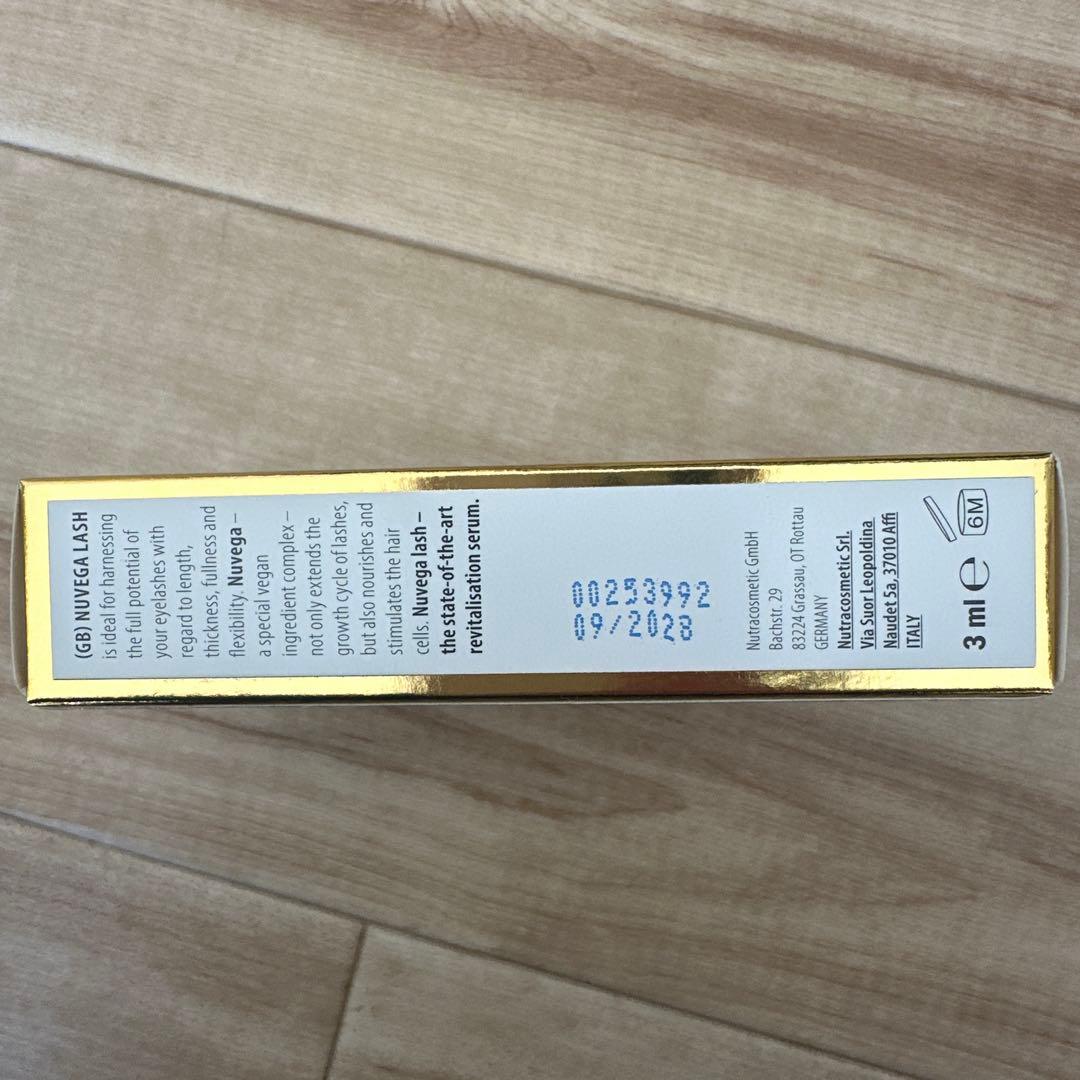 (GB) NUVEGA LASH
is ideal for harnessing
the full potential of
your eyelashes with
regard to length,
thickness, fullness and
flexibility. Nuvega –
a special vegan
ingredient complex –
not only extends the
growth cycle of lashes,
but also nourishes and
stimulates the hair
cells. Nuvega lash –
the state-of-the-art
revitalisation serum.
00253992
09/2028
Nutracosmetic GmbH
Bachstr. 29
83224 Grassau, OT Rottau
GERMANY
Nutracosmetic Srl.
Via Suor Leopoldina
Naudet 5a, 37010 Affi
ITALY
3 ml ℮
6M